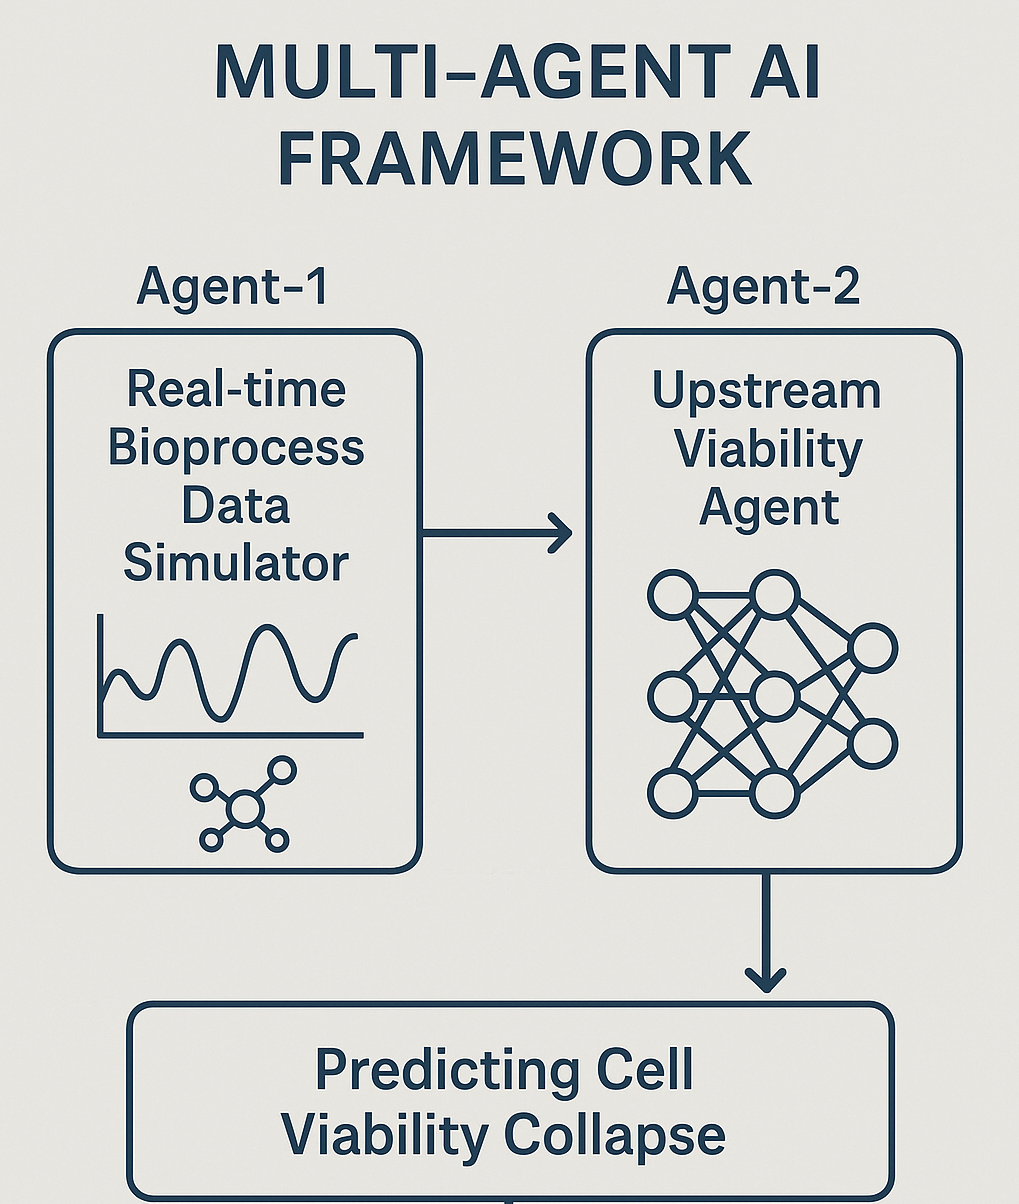 MULTI-AGENT AI
FRAMEWORK
Agent-1
Real-time
Bioprocess
Data
Simulator
Agent-2
Upstream
Viability
Agent
Predicting Cell
Viability Collapse